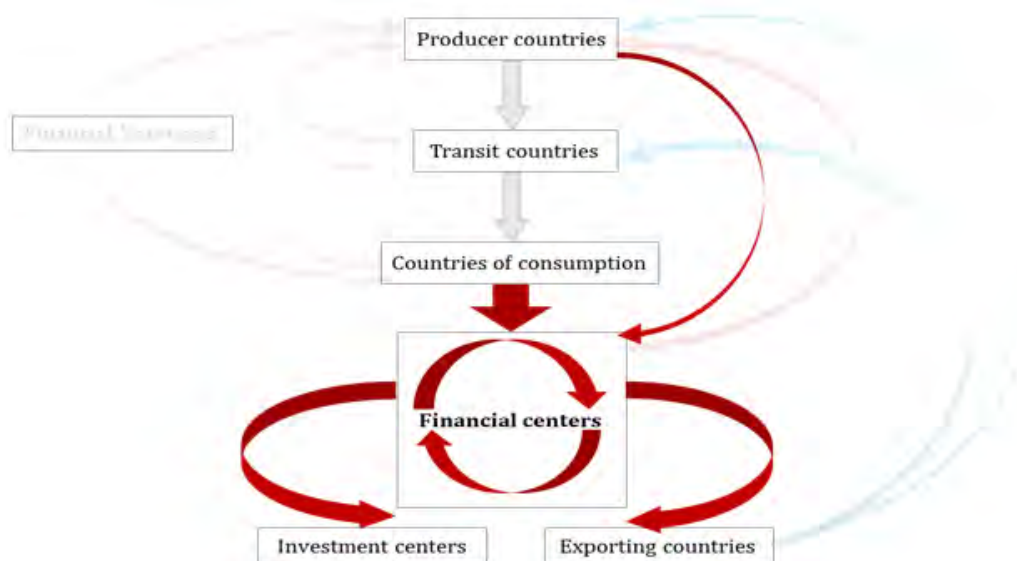 Producer countries
Transit countries
Countries of consumption
Financial centers
Investment centers
Exporting countries